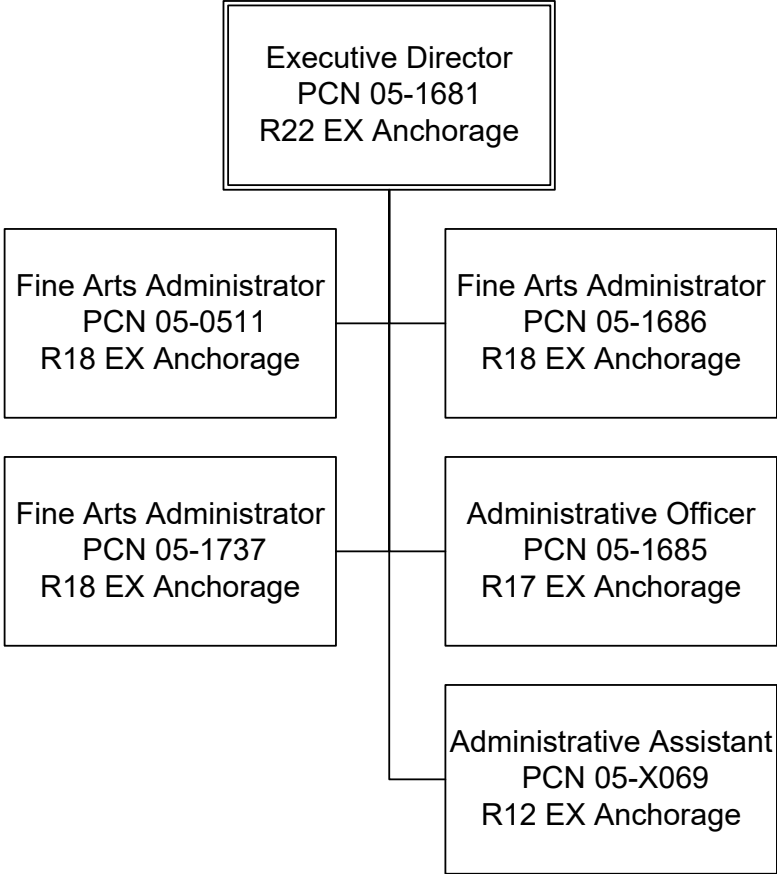 Executive Director
PCN 05-1681
R22 EX Anchorage
Fine Arts Administrator
PCN 05-0511
R18 EX Anchorage
Fine Arts Administrator
PCN 05-1686
R18 EX Anchorage
Fine Arts Administrator
PCN 05-1737
R18 EX Anchorage
Administrative Officer
PCN 05-1685
R17 EX Anchorage
Administrative Assistant
PCN 05-X069
R12 EX Anchorage